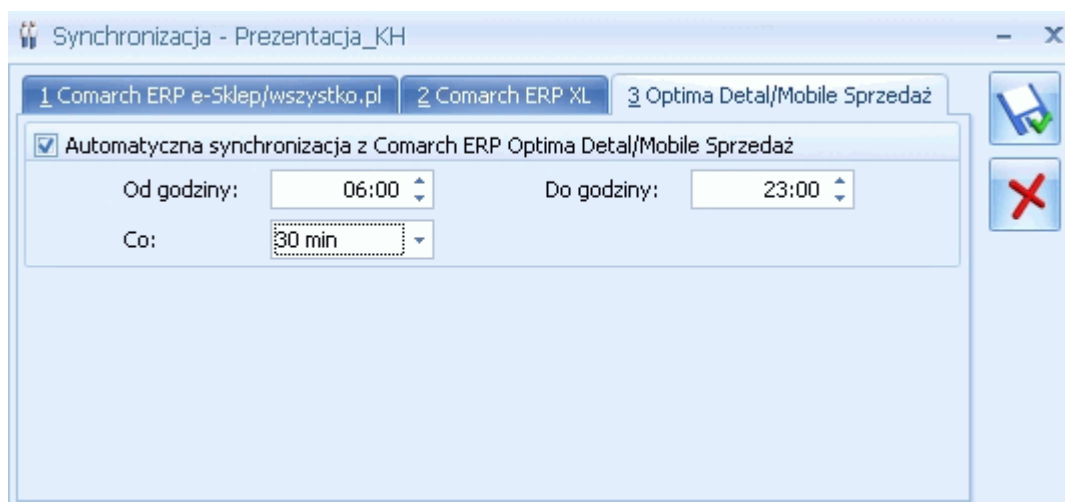 Synchronizacja - Prezentacja_KH
1 Comarch ERP e-Sklep/wszystko.pl 2 Comarch ERP XL 3 Optima Detal/Mobile Sprzedaż
Automatyczna synchronizacja z Comarch ERP Optima Detal/Mobile Sprzedaż
Od godziny: 06:00 Do godziny: 23:00
Co: 30 min